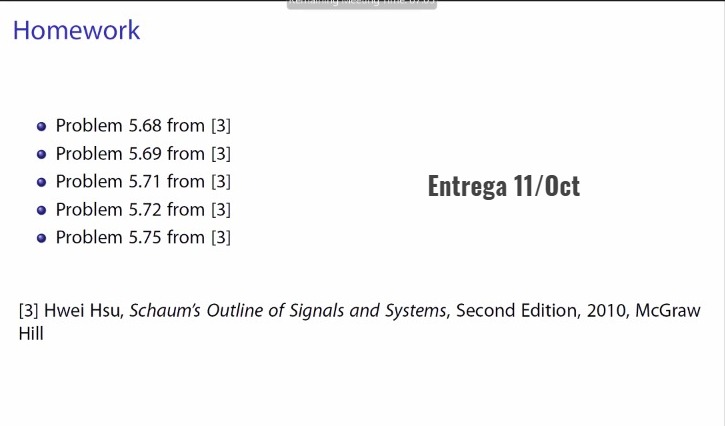 Homework
Problem 5.68 from [3]
Problem 5.69 from [3]
Problem 5.71 from [3]
Problem 5.72 from [3]
Problem 5.75 from [3]
Entrega 11/Oct
[3] Hwei Hsu, Schaum's Outline of Signals and Systems, Second Edition, 2010, McGraw
Hill